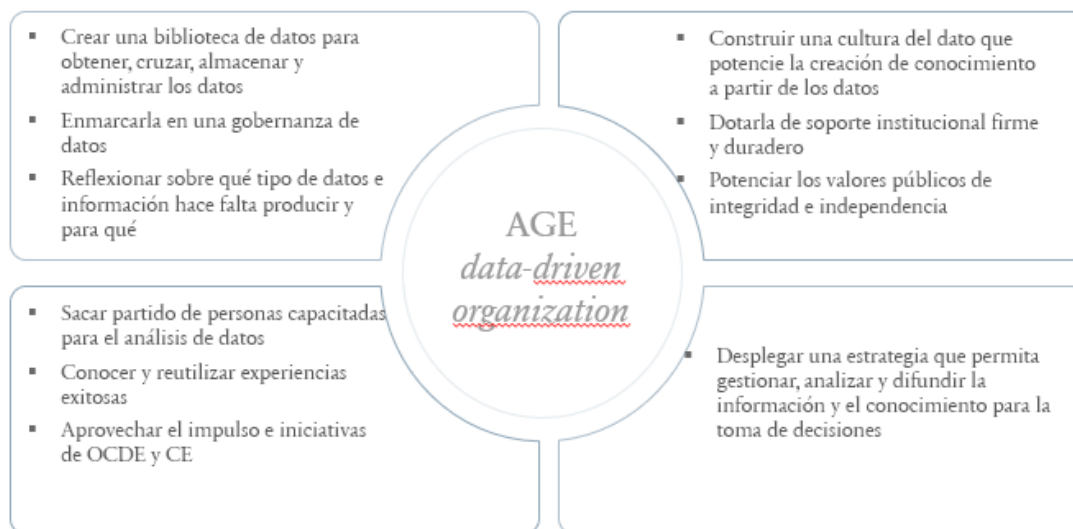 ▪ Crear una biblioteca de datos para
obtener, cruzar, almacenar y
administrar los datos
▪ Enmarcarla en una gobernanza de
datos
▪ Reflexionar sobre qué tipo de datos e
información hace falta producir y
para qué
▪ Construir una cultura del dato que
potencie la creación de conocimiento
a partir de los datos
▪ Dotarla de soporte institucional firme
y duradero
▪ Potenciar los valores públicos de
integridad e independencia
AGE
data-driven
organization
▪ Sacar partido de personas capacitadas
para el análisis de datos
▪ Conocer y reutilizar experiencias
exitosas
▪ Aprovechar el impulso e iniciativas
de OCDE y CE
▪ Desplegar una estrategia que permita
gestionar, analizar y difundir la
información y el conocimiento para la
toma de decisiones